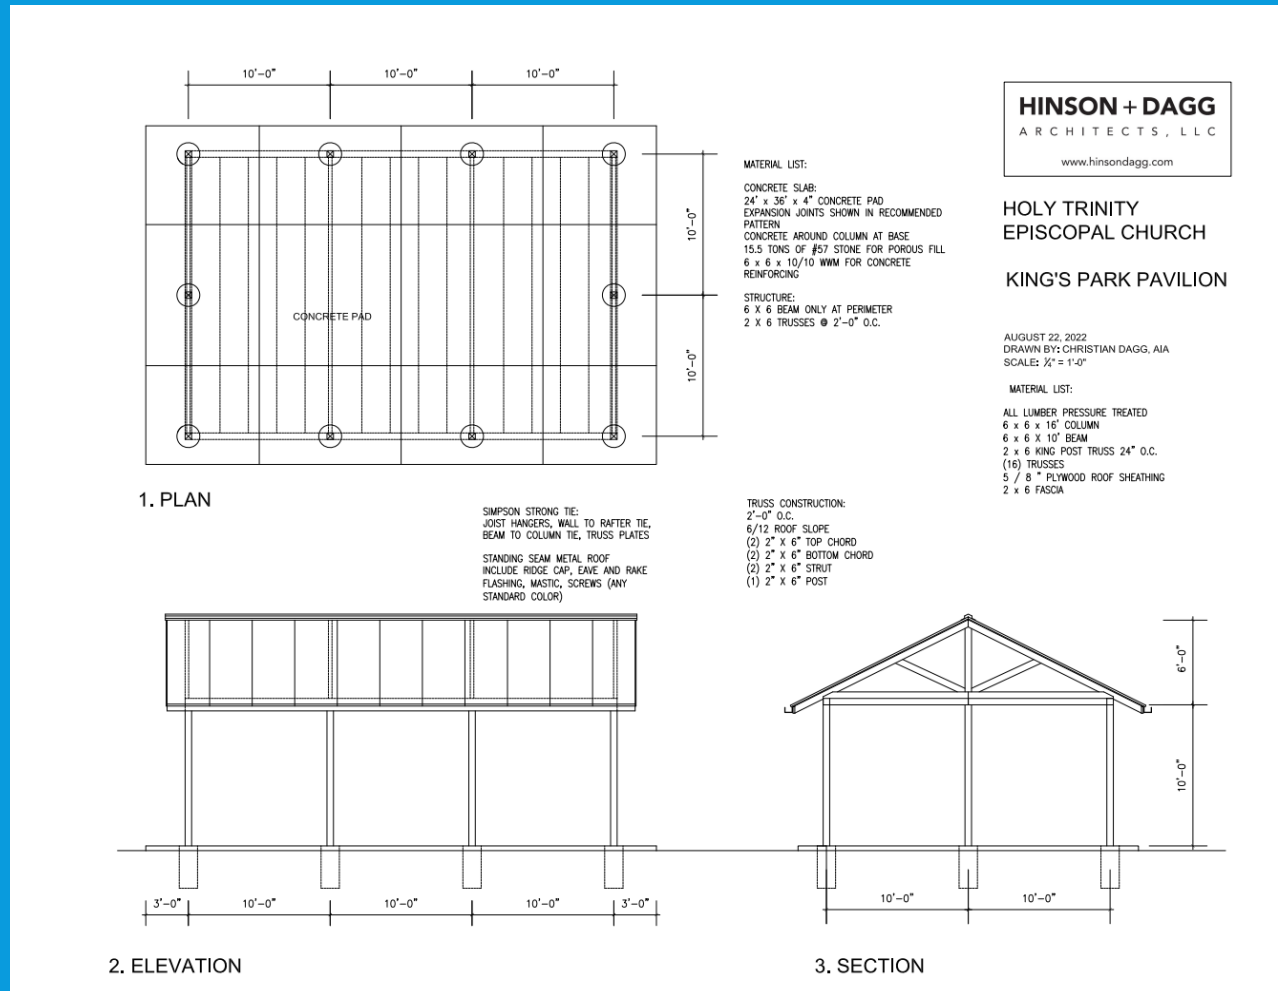 10'-0"
10'-0"
10'-0"
10'-0"
10'-0"
CONCRETE PAD
1. PLAN
MATERIAL LIST:
CONCRETE SLAB:
24' x 36' x 4" CONCRETE PAD
EXPANSION JOINTS SHOWN IN RECOMMENDED
PATTERN
CONCRETE AROUND COLUMN AT BASE
15.5 TONS OF #57 STONE FOR POROUS FILL
6 x 6 x 10/10 WWM FOR CONCRETE
REINFORCING
STRUCTURE:
6 X 6 BEAM ONLY AT PERIMETER
2 X 6 TRUSSES @ 2'-0" O.C.
HINSON + DAGG
ARCHITECTS, LLC
www.hinsondagg.com
HOLY TRINITY
EPISCOPAL CHURCH
KING'S PARK PAVILION
AUGUST 22, 2022
DRAWN BY: CHRISTIAN DAGG, AIA
SCALE: ¼" = 1'-0"
MATERIAL LIST:
ALL LUMBER PRESSURE TREATED
6 x 6 x 16' COLUMN
6 x 6 X 10' BEAM
2 x 6 KING POST TRUSS 24" O.C.
(16) TRUSSES
5 / 8 " PLYWOOD ROOF SHEATHING
2 x 6 FASCIA
SIMPSON STRONG TIE:
JOIST HANGERS, WALL TO RAFTER TIE,
BEAM TO COLUMN TIE, TRUSS PLATES
STANDING SEAM METAL ROOF
INCLUDE RIDGE CAP, EAVE AND RAKE
FLASHING, MASTIC, SCREWS (ANY
STANDARD COLOR)
TRUSS CONSTRUCTION:
2'-0" O.C.
6/12 ROOF SLOPE
(2) 2" X 6" TOP CHORD
(2) 2" X 6" BOTTOM CHORD
(2) 2" X 6" STRUT
(1) 2" X 6" POST
3'-0"
10'-0"
10'-0"
10'-0"
3'-0"
2. ELEVATION
6'-0"
10'-0"
10'-0"
10'-0"
3. SECTION